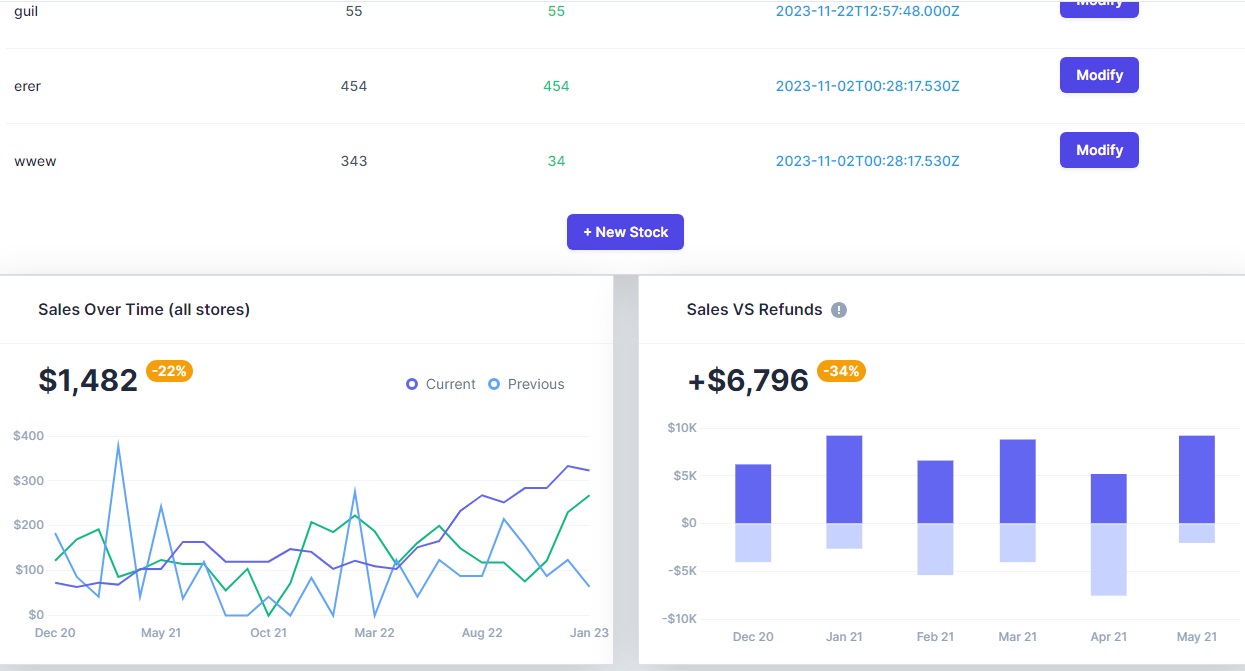 guil 55 55 2023-11-22T12:57:48.000Z Modify
erer 454 454 2023-11-02T00:28:17.530Z Modify
wwew 343 34 2023-11-02T00:28:17.530Z Modify
+ New Stock
Sales Over Time (all stores)
$1,482 -22%
Current Previous
$400
$300
$200
$100
$0
Dec 20 May 21 Oct 21 Mar 22 Aug 22 Jan 23
Sales VS Refunds !
+$6,796 -34%
$10K
$5K
$0
-$5K
-$10K
Dec 20 Jan 21 Feb 21 Mar 21 Apr 21 May 21